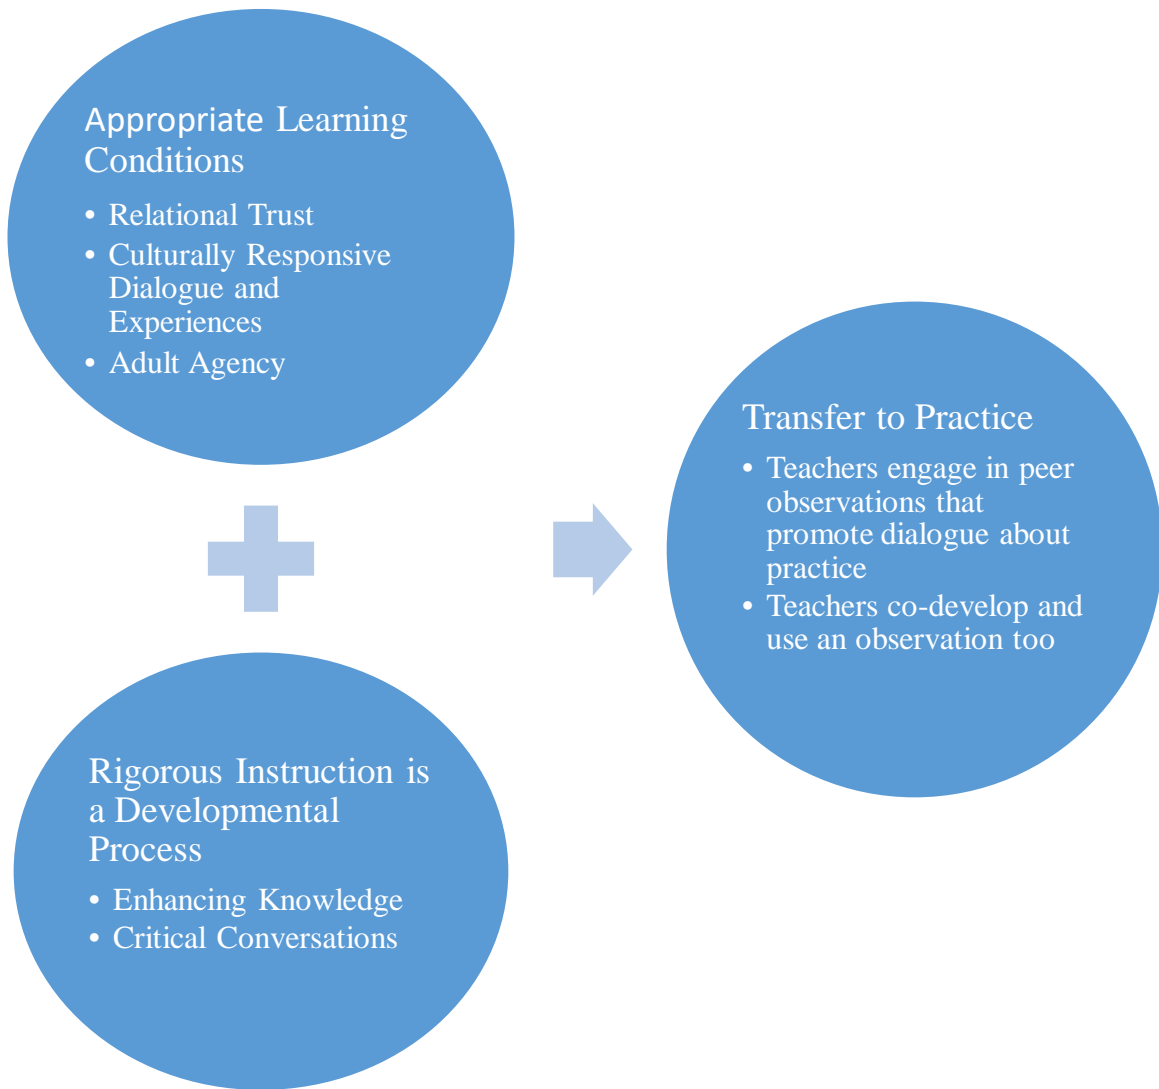 Appropriate Learning
Conditions
• Relational Trust
• Culturally Responsive
Dialogue and
Experiences
• Adult Agency
Rigorous Instruction is
a Developmental
Process
• Enhancing Knowledge
• Critical Conversations
Transfer to Practice
• Teachers engage in peer
observations that
promote dialogue about
practice
• Teachers co-develop and
use an observation too